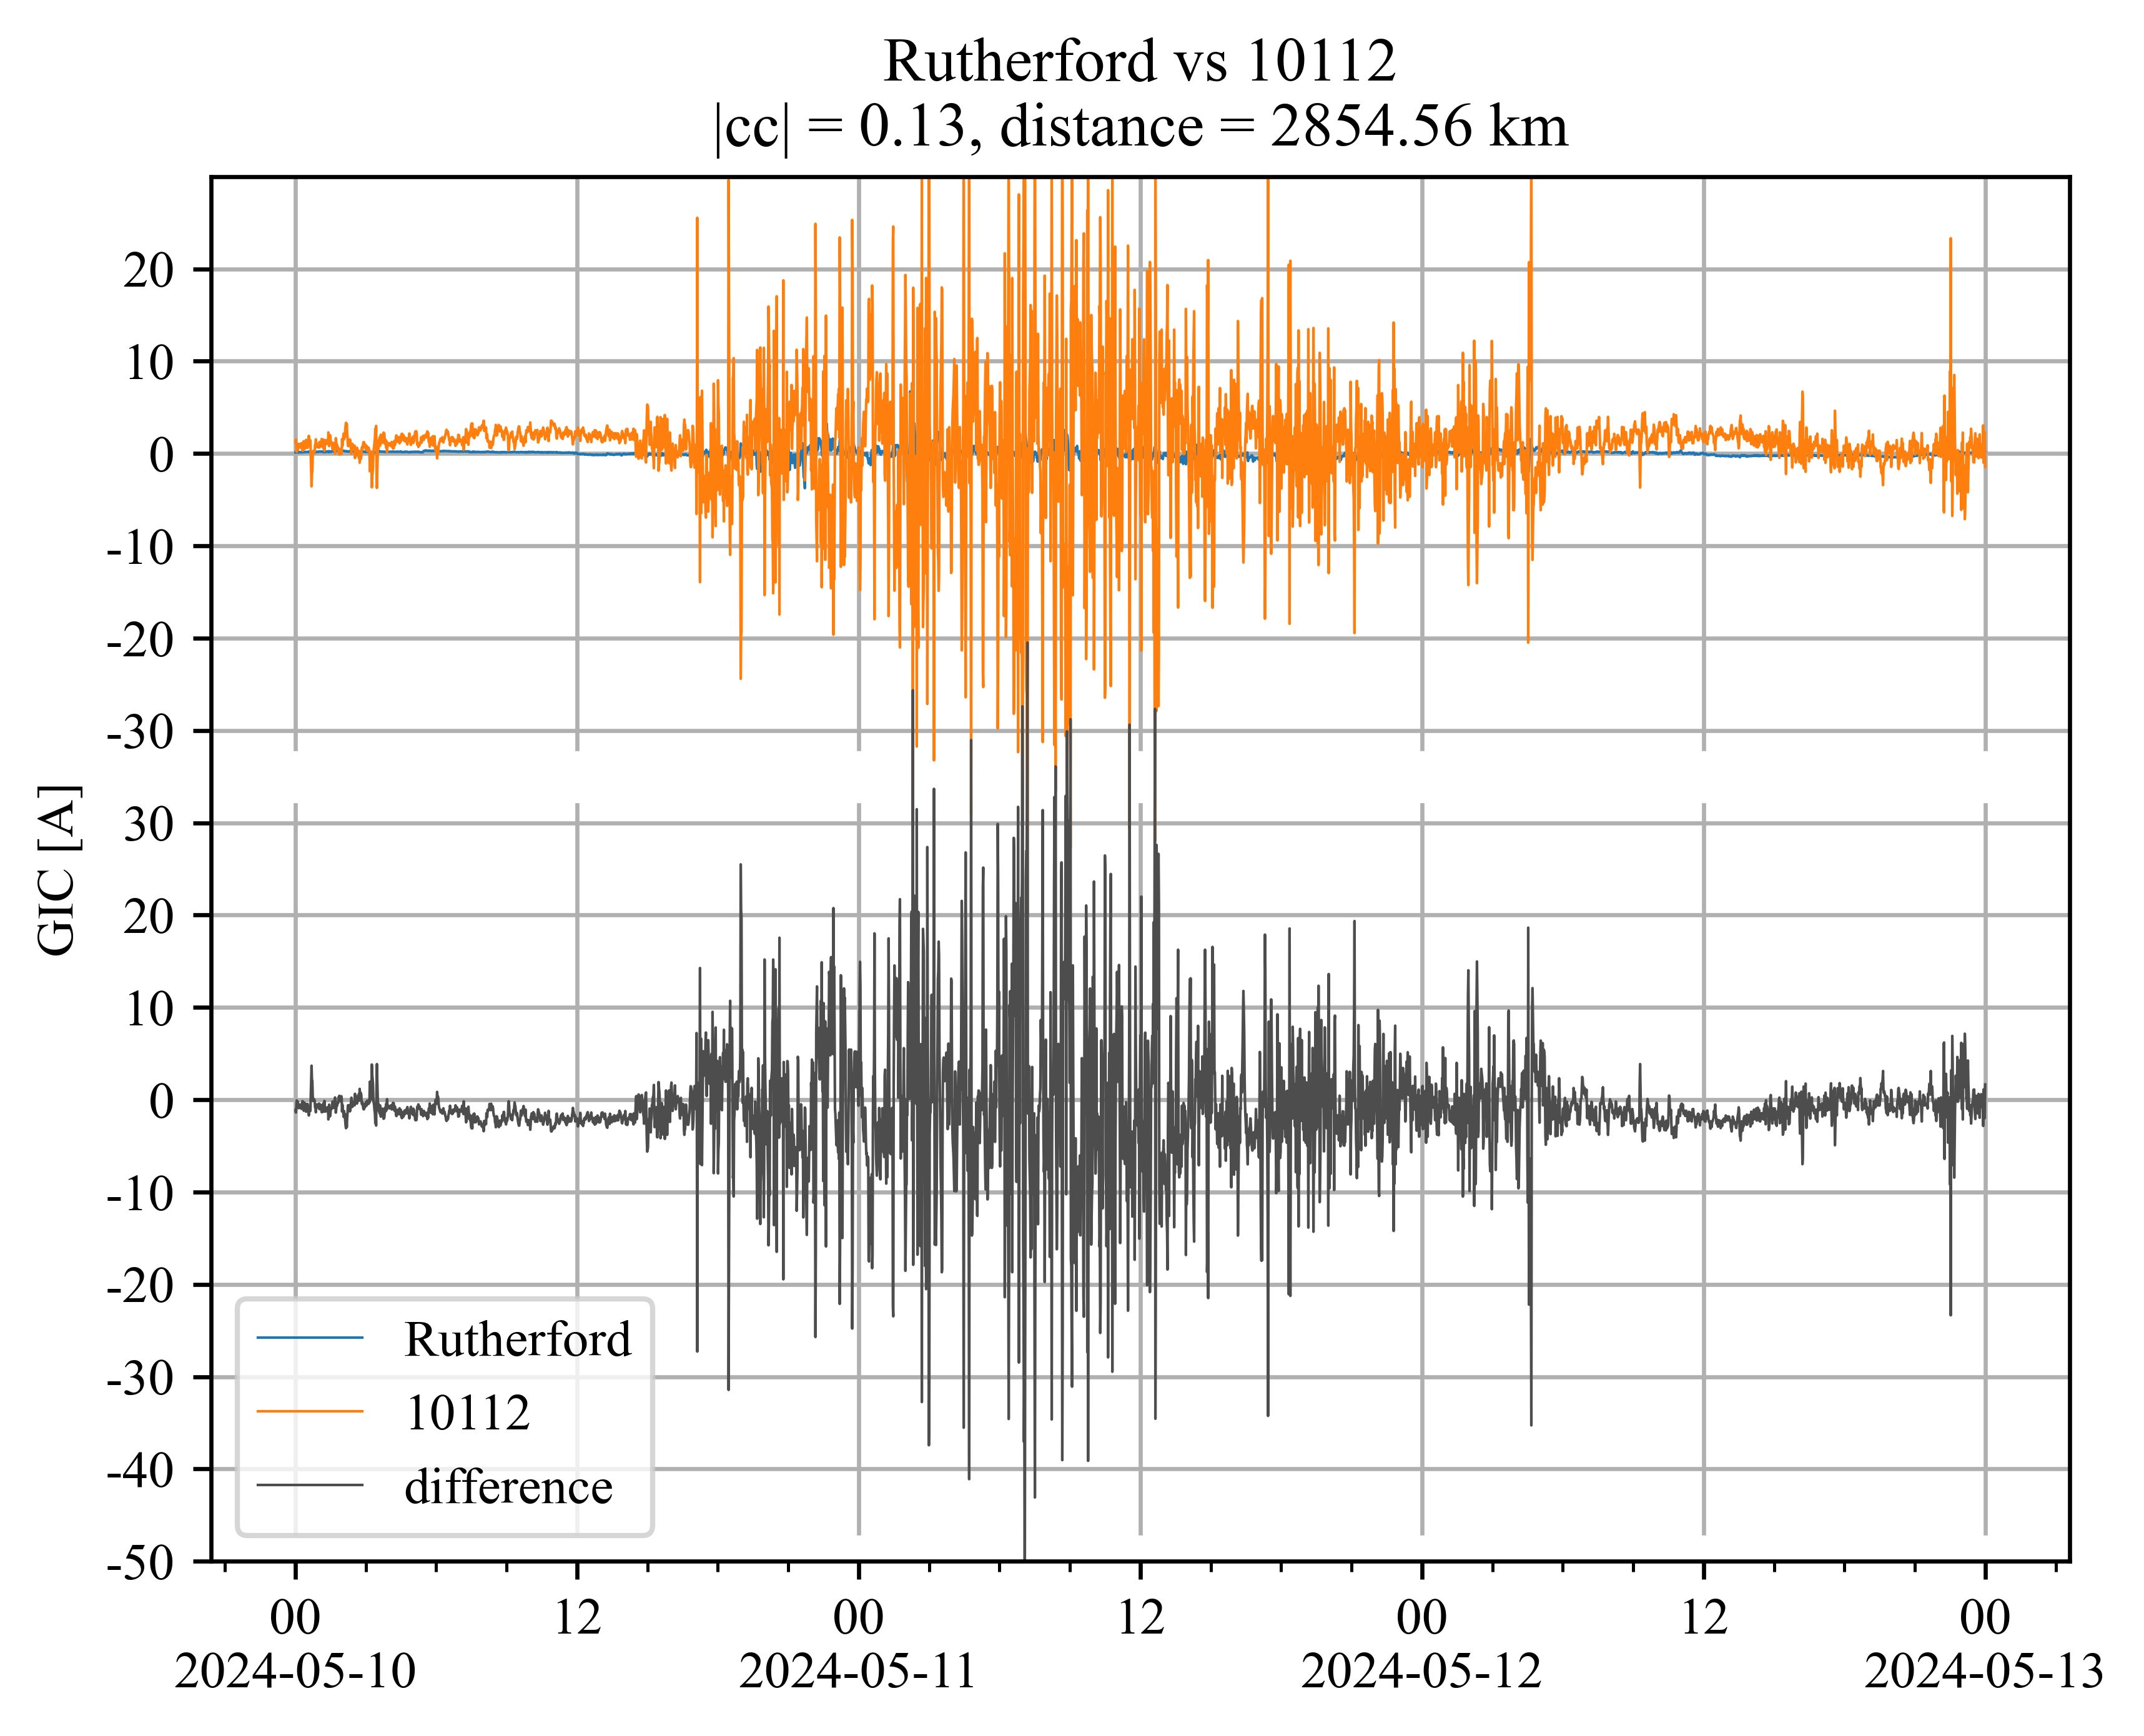 Rutherford vs 10112
|cc| = 0.13, distance = 2854.56 km
GIC [A]
20
10
0
-10
-20
-30
30
20
10
0
-10
-20
-30
-40
-50
Rutherford
10112
difference
00 12 00 12 00 12 00
2024-05-10 2024-05-11 2024-05-12 2024-05-13